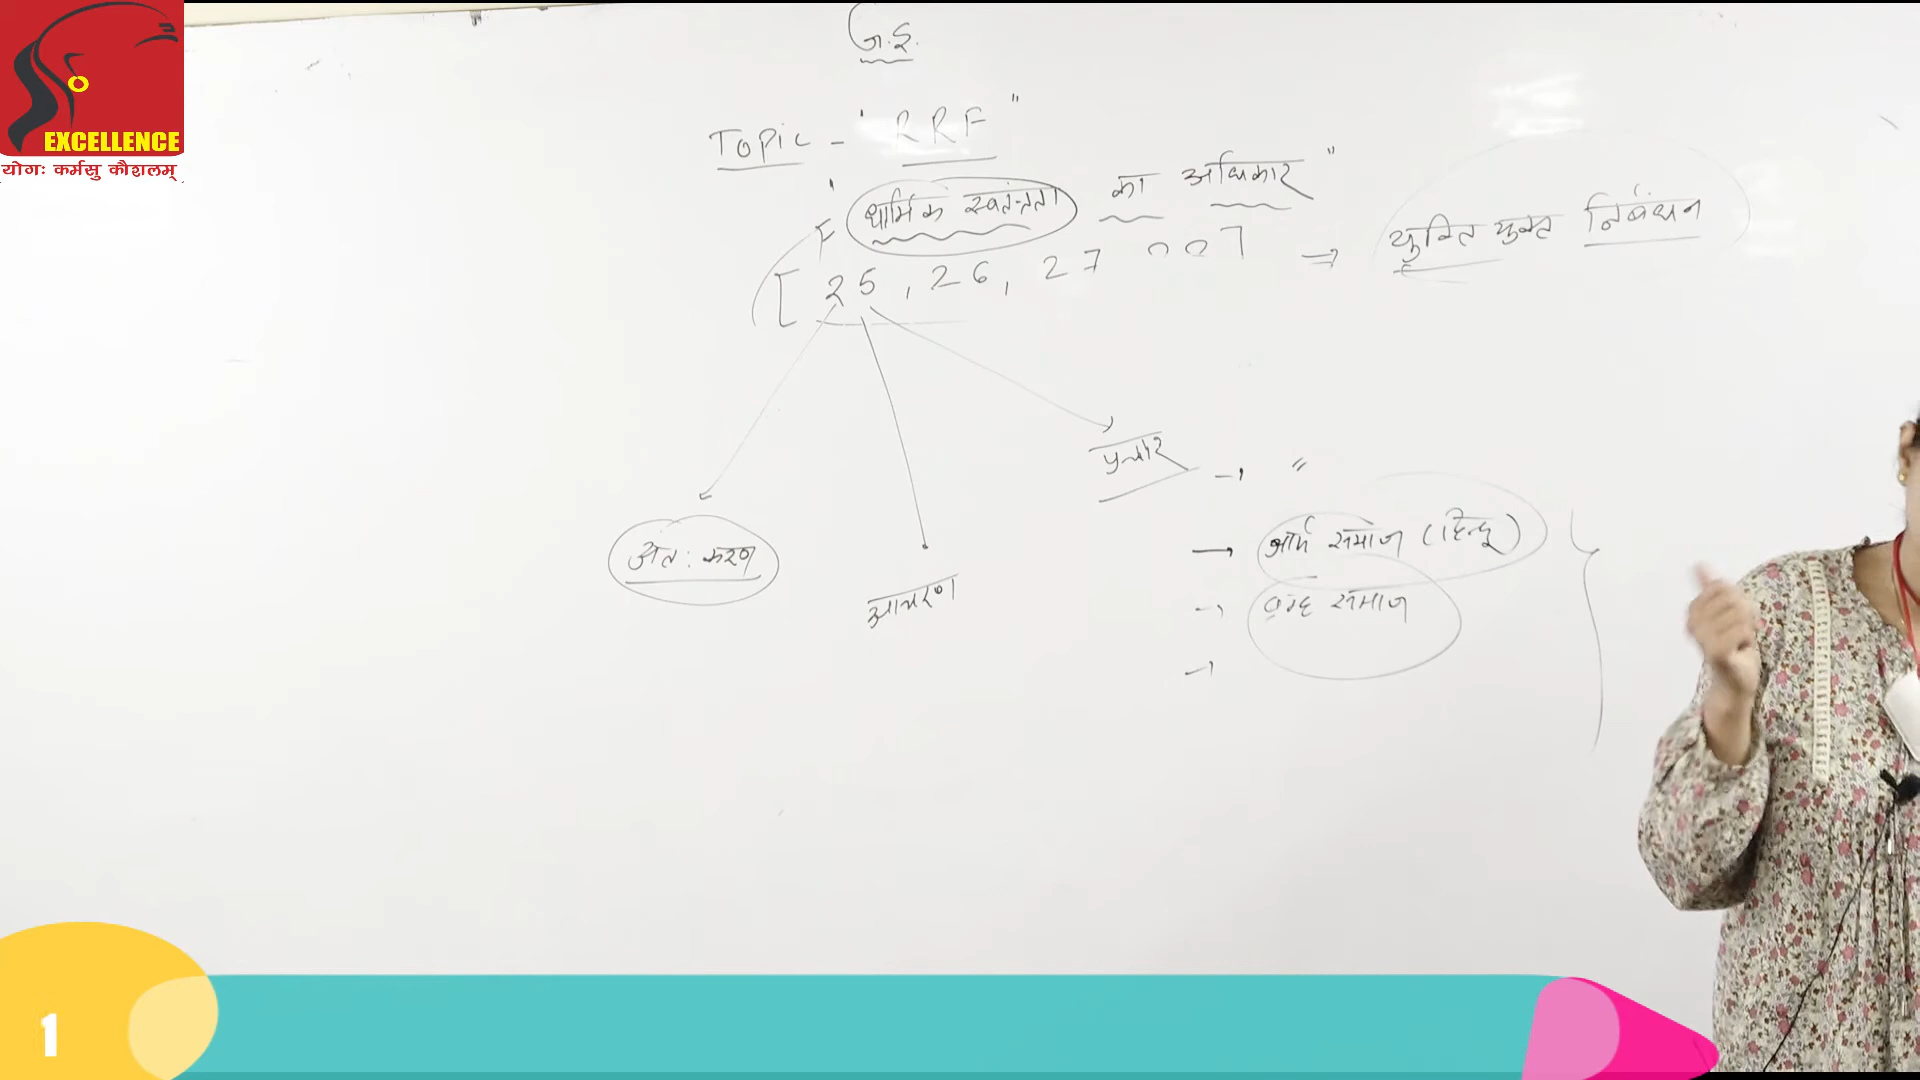 EXCELLENCE
योगः कर्मसु कौशलम्
Topic - "RRF"
"धार्मिक स्वतंत्रता का अधिकार"
[25, 26, 27 ] ⇒ युक्ति युक्त निर्बंधन
प्रचार → "
अंतः करण
आचरण
→ आर्य समाज (हिन्दू)
→ ब्रम्ह समाज
→
1